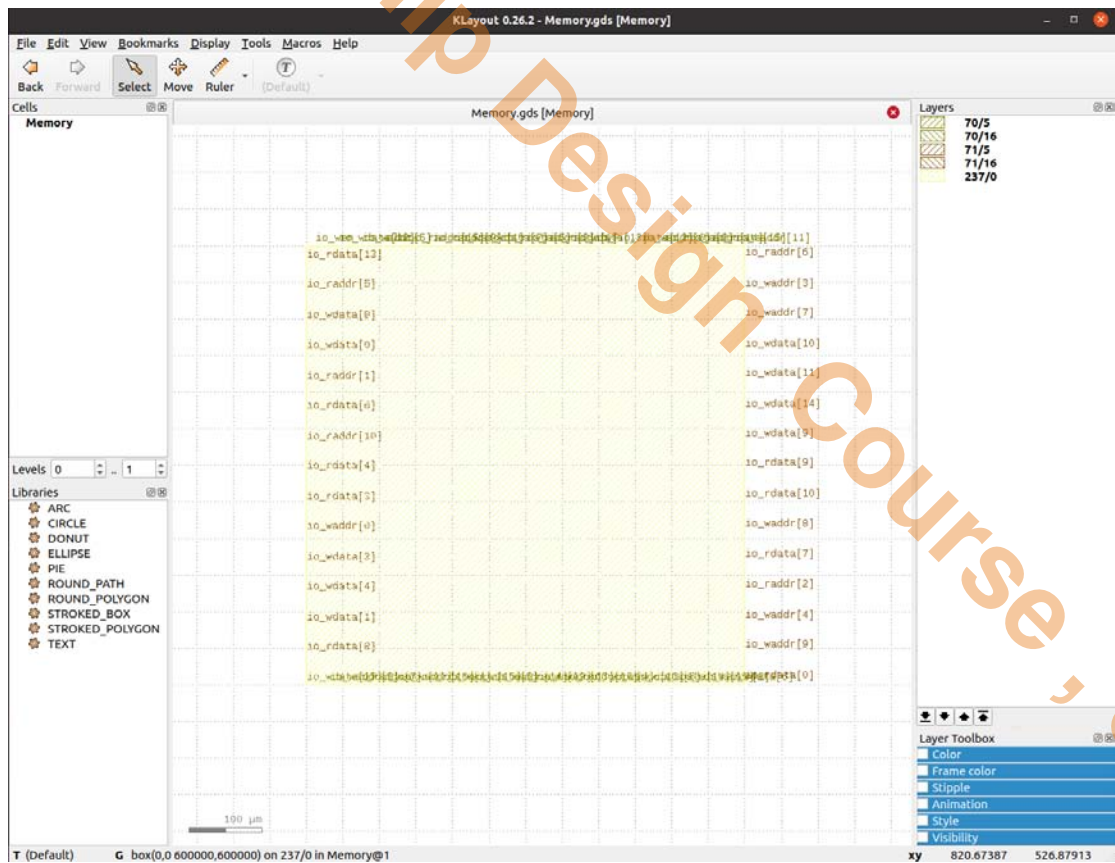 KLayout 0.26.2 - Memory.gds [Memory]
File Edit View Bookmarks Display Tools Macros Help
Back Forward Select Move Ruler (Default)
Cells
Memory
Levels 0 .. 1
Libraries
ARC
CIRCLE
DONUT
ELLIPSE
PIE
ROUND_PATH
ROUND_POLYGON
STROKED_BOX
STROKED_POLYGON
TEXT
Memory.gds [Memory]
io_rdata[13]
io_raddr[5]
io_wdata[8]
io_wdata[0]
io_raddr[1]
io_rdata[6]
io_raddr[10]
io_rdata[4]
io_rdata[3]
io_waddr[0]
io_wdata[3]
io_wdata[4]
io_wdata[1]
io_rdata[8]
io_raddr[6]
io_waddr[3]
io_waddr[7]
io_wdata[10]
io_wdata[11]
io_wdata[14]
io_wdata[9]
io_rdata[9]
io_rdata[10]
io_waddr[8]
io_rdata[7]
io_raddr[2]
io_waddr[4]
io_waddr[9]
100 µm
Layers
70/5
70/16
71/5
71/16
237/0
Layer Toolbox
Color
Frame color
Stipple
Animation
Style
Visibility
T (Default) G box(0,0 600000,600000) on 237/0 in Memory@1 xy 820.67387 526.87913
Design Course,